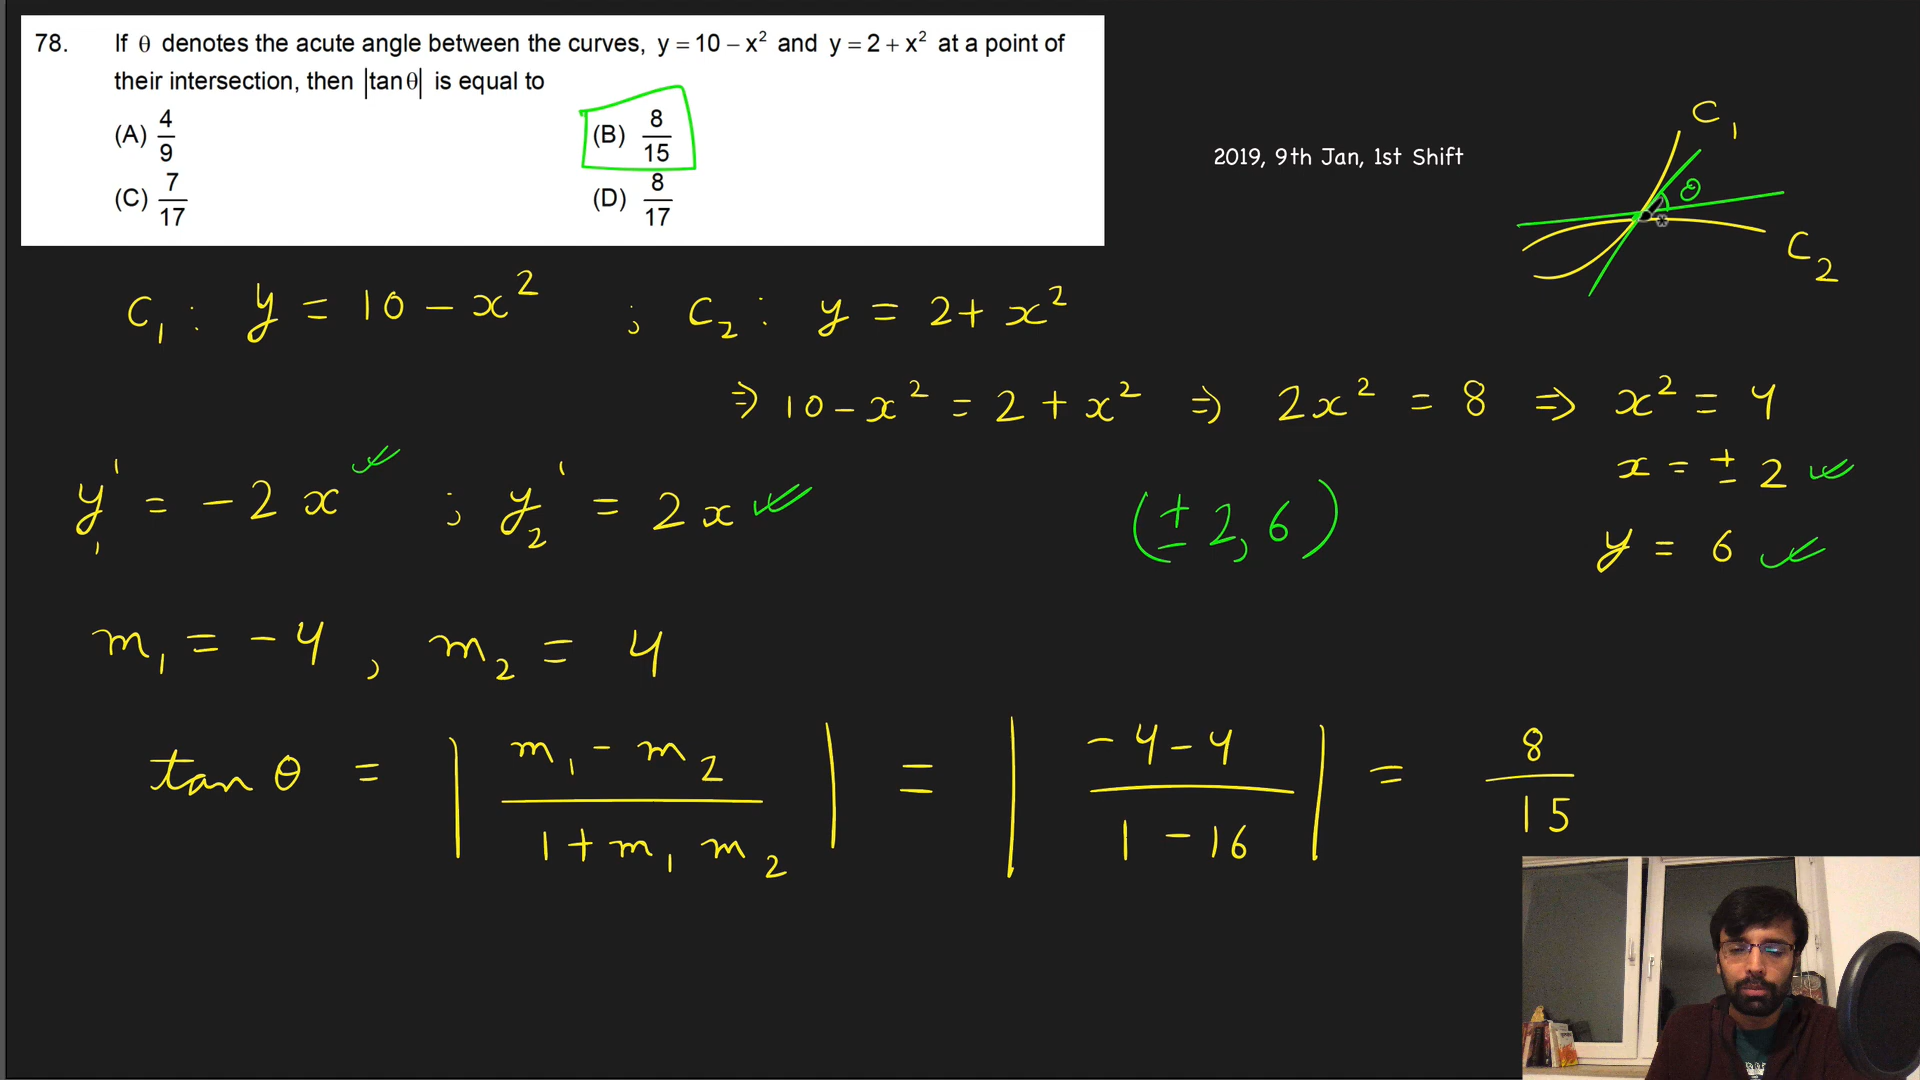 78. If θ denotes the acute angle between the curves, y = 10 − x² and y = 2 + x² at a point of
their intersection, then |tan θ| is equal to
(A) 4/9 (B) 8/15
(C) 7/17 (D) 8/17
2019, 9th Jan, 1st Shift
C₁
θ
C₂
C₁ : y = 10 − x² ; C₂ : y = 2 + x²
⇒ 10 − x² = 2 + x² ⇒ 2x² = 8 ⇒ x² = 4
x = ± 2
y₁' = −2x ; y₂' = 2x (± 2, 6)
y = 6
m₁ = −4 , m₂ = 4
tan θ = | (m₁ − m₂) / (1 + m₁ m₂) | = | (−4 − 4) / (1 − 16) | = 8/15